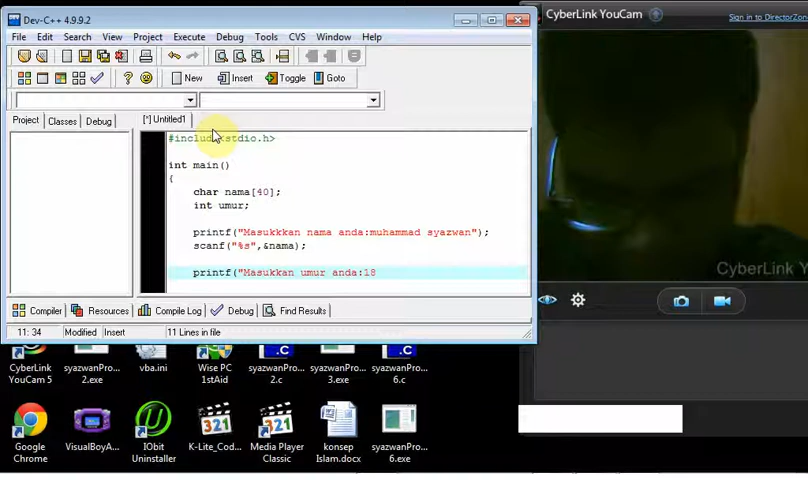 Dev-C++ 4.9.9.2
File Edit Search View Project Execute Debug Tools CVS Window Help
New Insert Toggle Goto
Project Classes Debug
[*] Untitled1
#include<stdio.h>
int main()
{
char nama[40];
int umur;
printf("Masukkkan nama anda:muhammad syazwan");
scanf("%s",&nama);
printf("Masukkan umur anda:18
Compiler Resources Compile Log Debug Find Results
11: 34 Modified Insert 11 Lines in file
CyberLink YouCam
Sign in to DirectorZon
CyberLink
CyberLink YouCam 5
syazwanPro... 2.exe
vba.ini
Wise PC 1stAid
syazwanPro... 2.c
syazwanPro... 3.exe
syazwanPro... 6.c
Google Chrome
VisualBoyA...
IObit Uninstaller
K-Lite_Cod...
Media Player Classic
konsep Islam.docx
syazwanPro... 6.exe